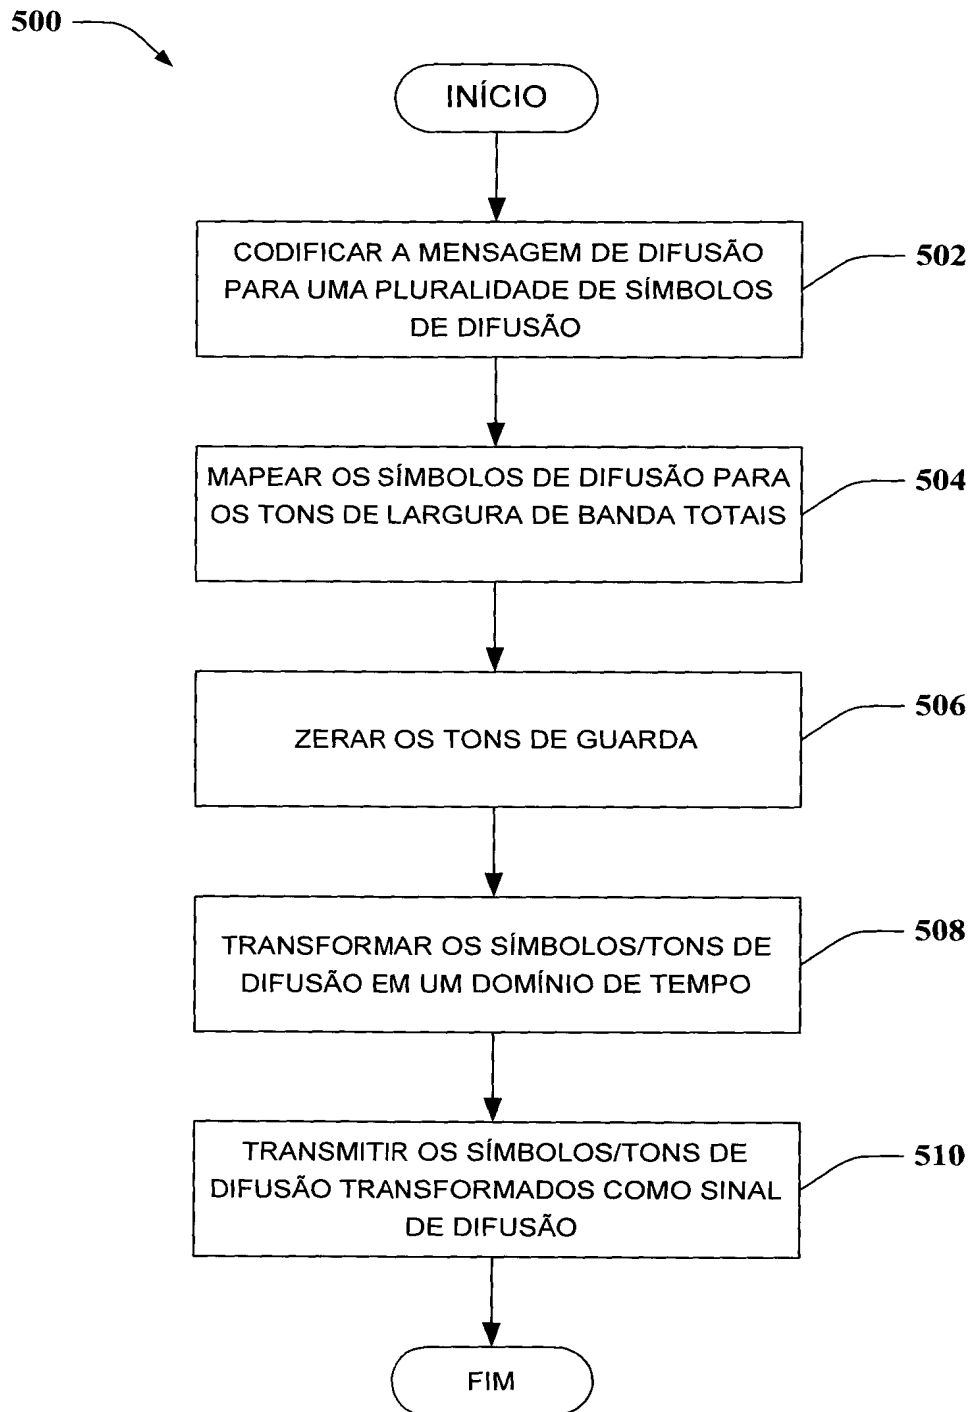 500
INÍCIO
CODIFICAR A MENSAGEM DE DIFUSÃO
PARA UMA PLURALIDADE DE SÍMBOLOS
DE DIFUSÃO
502
MAPEAR OS SÍMBOLOS DE DIFUSÃO PARA
OS TONS DE LARGURA DE BANDA TOTAIS
504
ZERAR OS TONS DE GUARDA
506
TRANSFORMAR OS SÍMBOLOS/TONS DE
DIFUSÃO EM UM DOMÍNIO DE TEMPO
508
TRANSMITIR OS SÍMBOLOS/TONS DE
DIFUSÃO TRANSFORMADOS COMO SINAL
DE DIFUSÃO
510
FIM